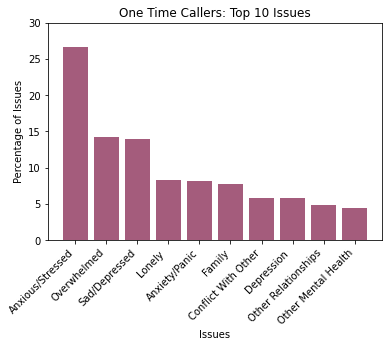 One Time Callers: Top 10 Issues
Percentage of Issues
30
25
20
15
10
5
0
Anxious/Stressed
Overwhelmed
Sad/Depressed
Lonely
Anxiety/Panic
Family
Conflict With Other
Depression
Other Relationships
Other Mental Health
Issues